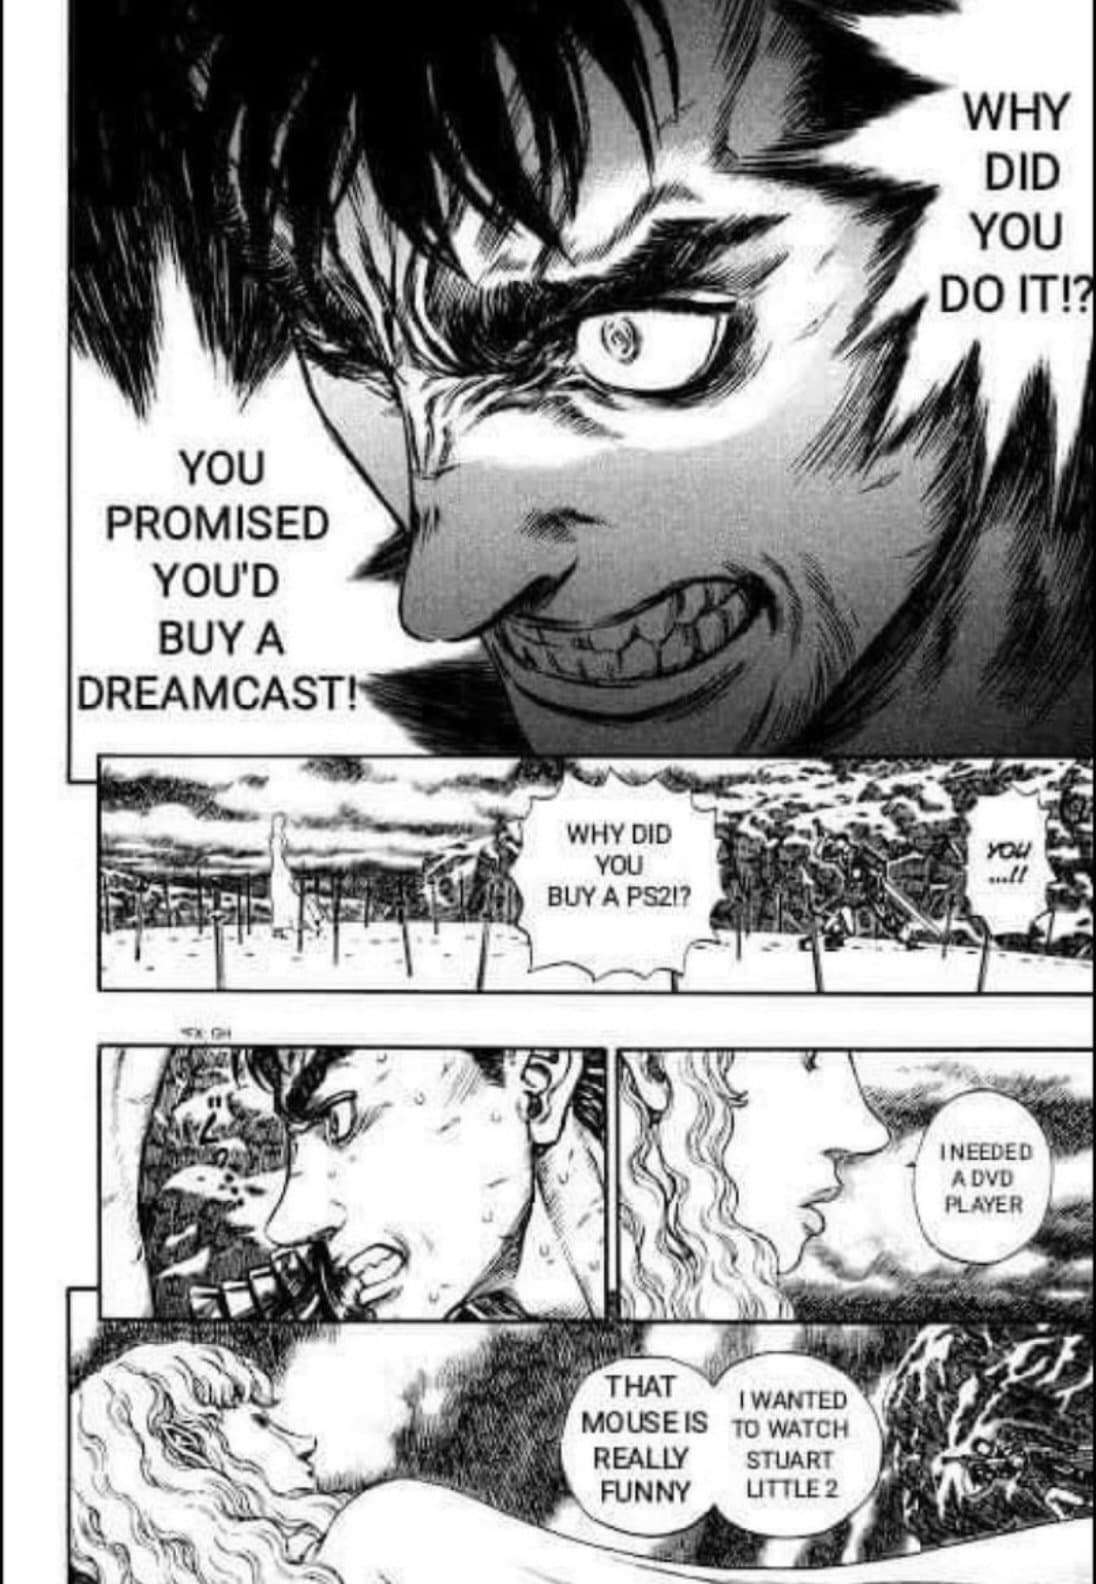 WHY
DID
YOU
DO IT!?
YOU
PROMISED
YOU'D
BUY A
DREAMCAST!
YOU
...!!
WHY DID
YOU
BUY A PS2!?
I NEEDED
A DVD
PLAYER
I WANTED
TO WATCH
STUART
LITTLE 2
THAT
MOUSE IS
REALLY
FUNNY